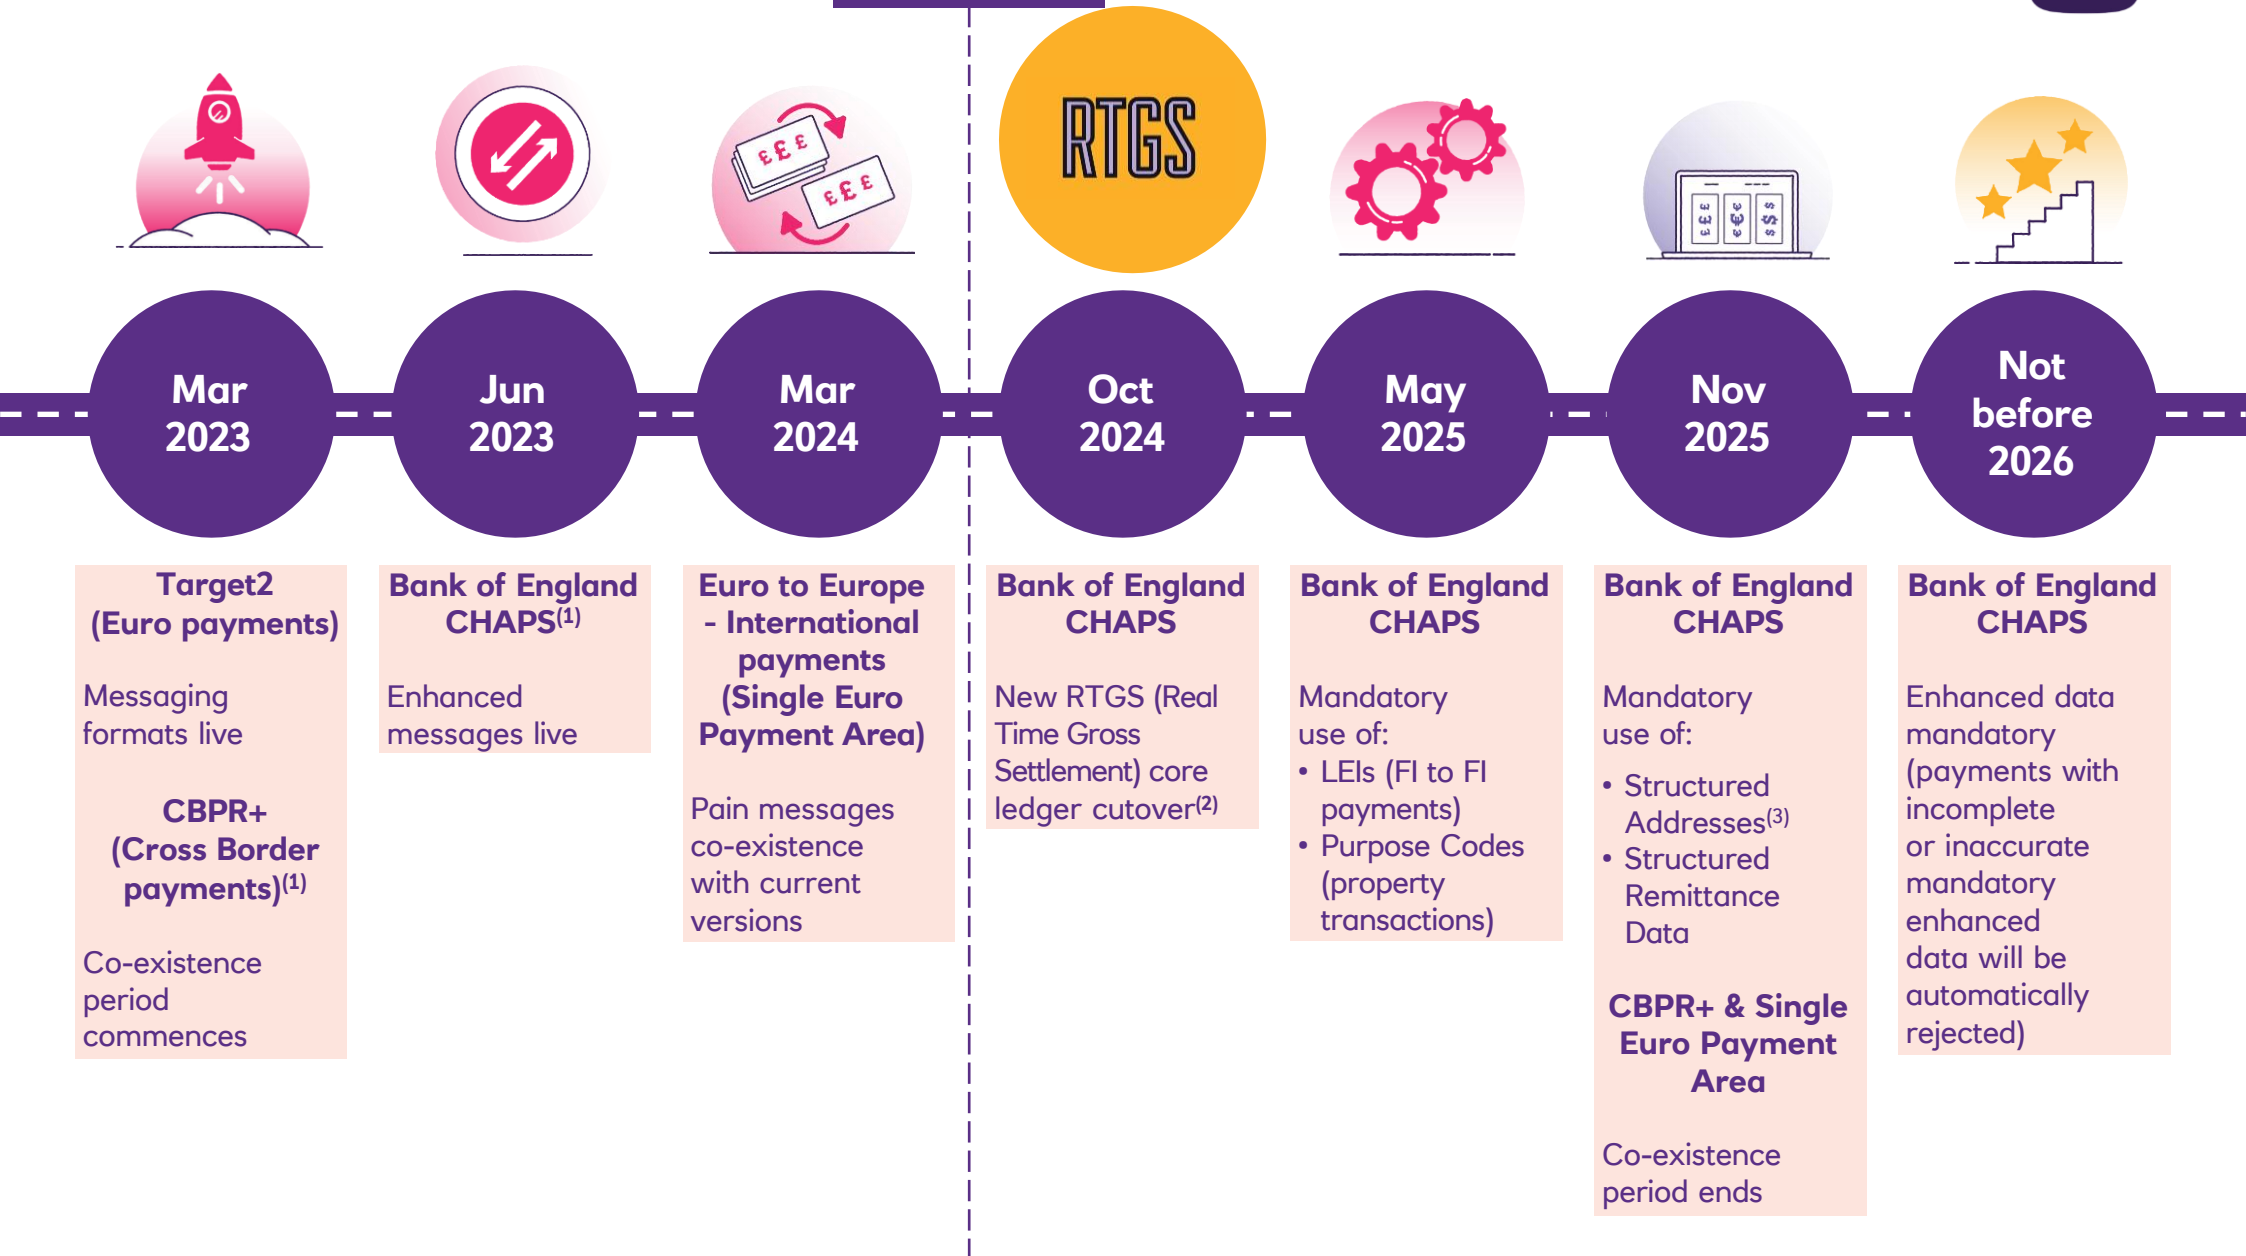 RTGS
£ £ £
£ £ £
£ £ £
€ € €
$ $ $
Mar
2023
Jun
2023
Mar
2024
Oct
2024
May
2025
Nov
2025
Not
before
2026
Target2
(Euro payments)
Messaging
formats live
CBPR+
(Cross Border
payments)(1)
Co-existence
period
commences
Bank of England
CHAPS(1)
Enhanced
messages live
Euro to Europe
- International
payments
(Single Euro
Payment Area)
Pain messages
co-existence
with current
versions
Bank of England
CHAPS
New RTGS (Real
Time Gross
Settlement) core
ledger cutover(2)
Bank of England
CHAPS
Mandatory
use of:
• LEIs (FI to FI
payments)
• Purpose Codes
(property
transactions)
Bank of England
CHAPS
Mandatory
use of:
• Structured
Addresses(3)
• Structured
Remittance
Data
CBPR+ & Single
Euro Payment
Area
Co-existence
period ends
Bank of England
CHAPS
Enhanced data
mandatory
(payments with
incomplete
or inaccurate
mandatory
enhanced
data will be
automatically
rejected)